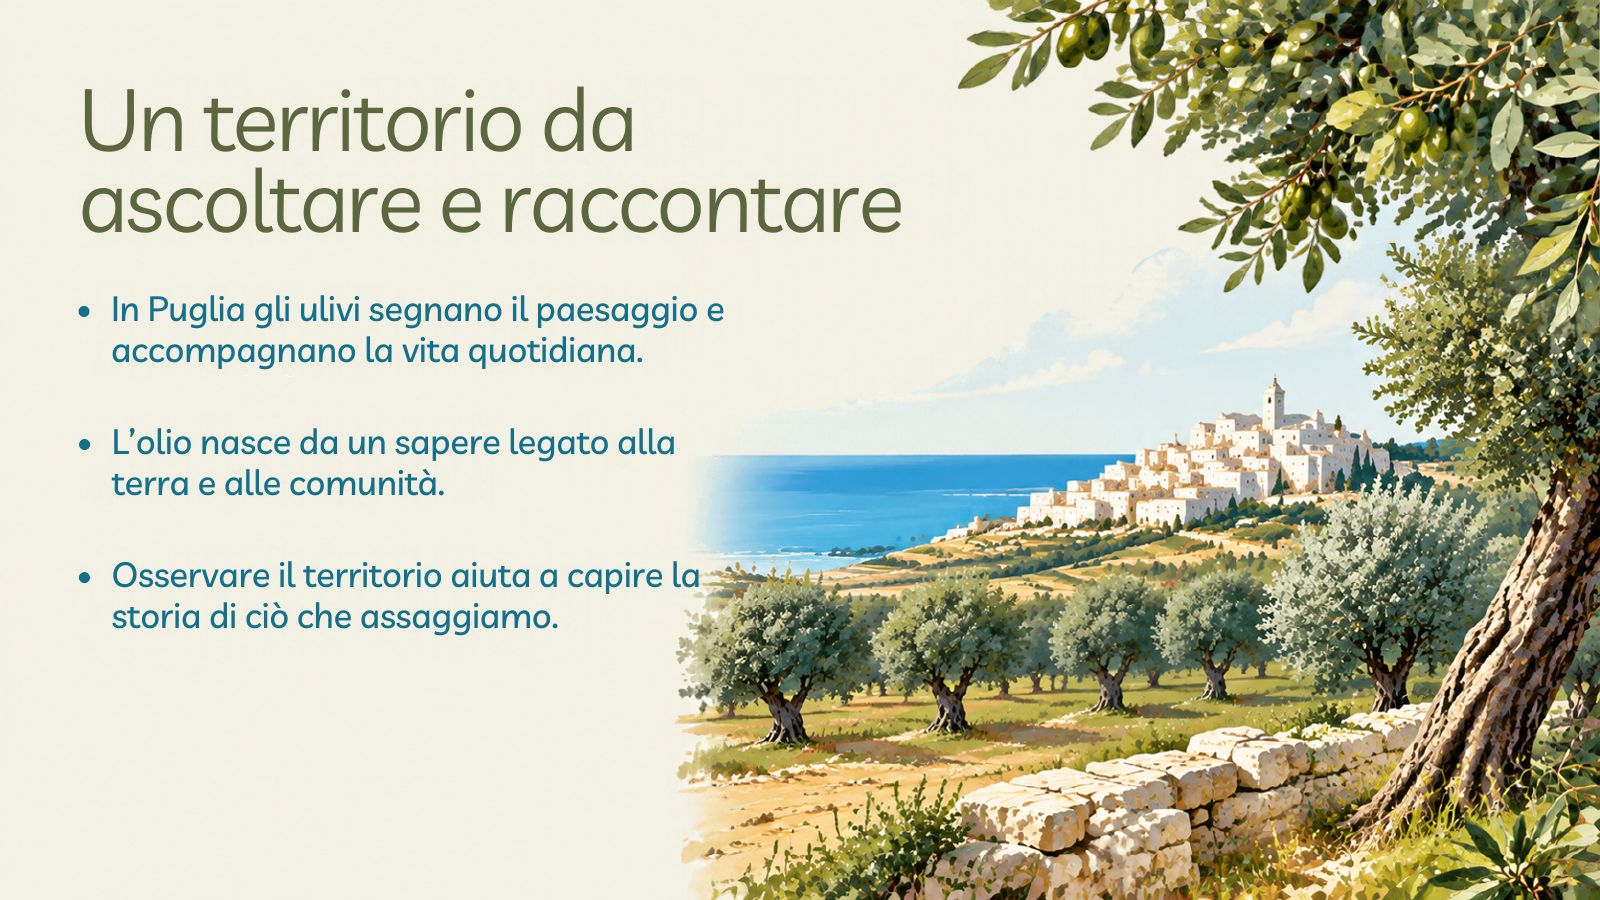 Un territorio da
ascoltare e raccontare
• In Puglia gli ulivi segnano il paesaggio e
accompagnano la vita quotidiana.
• L’olio nasce da un sapere legato alla
terra e alle comunità.
• Osservare il territorio aiuta a capire la
storia di ciò che assaggiamo.